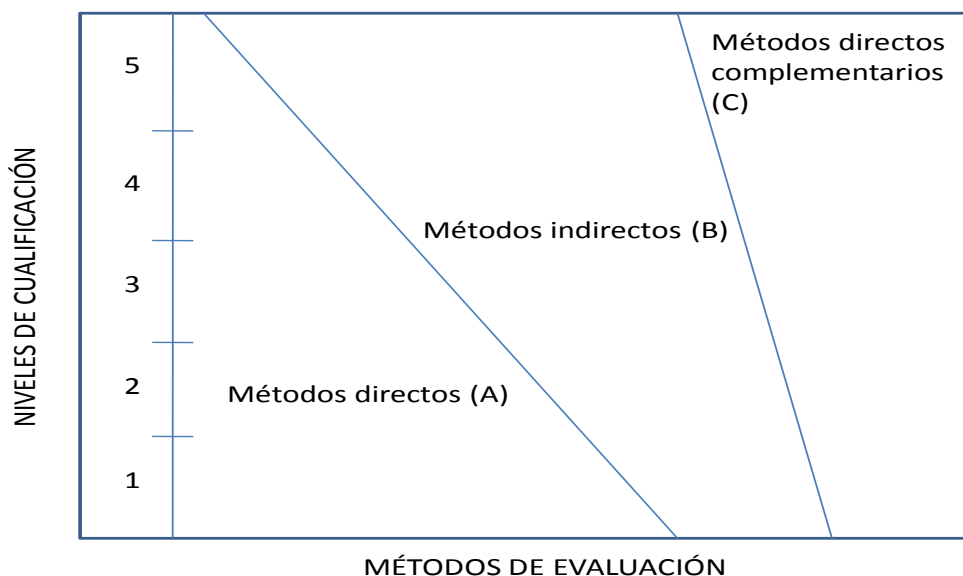 Métodos directos
complementarios
(C)
5
4
Métodos indirectos (B)
3
2
Métodos directos (A)
1
NIVELES DE CUALIFICACIÓN
MÉTODOS DE EVALUACIÓN